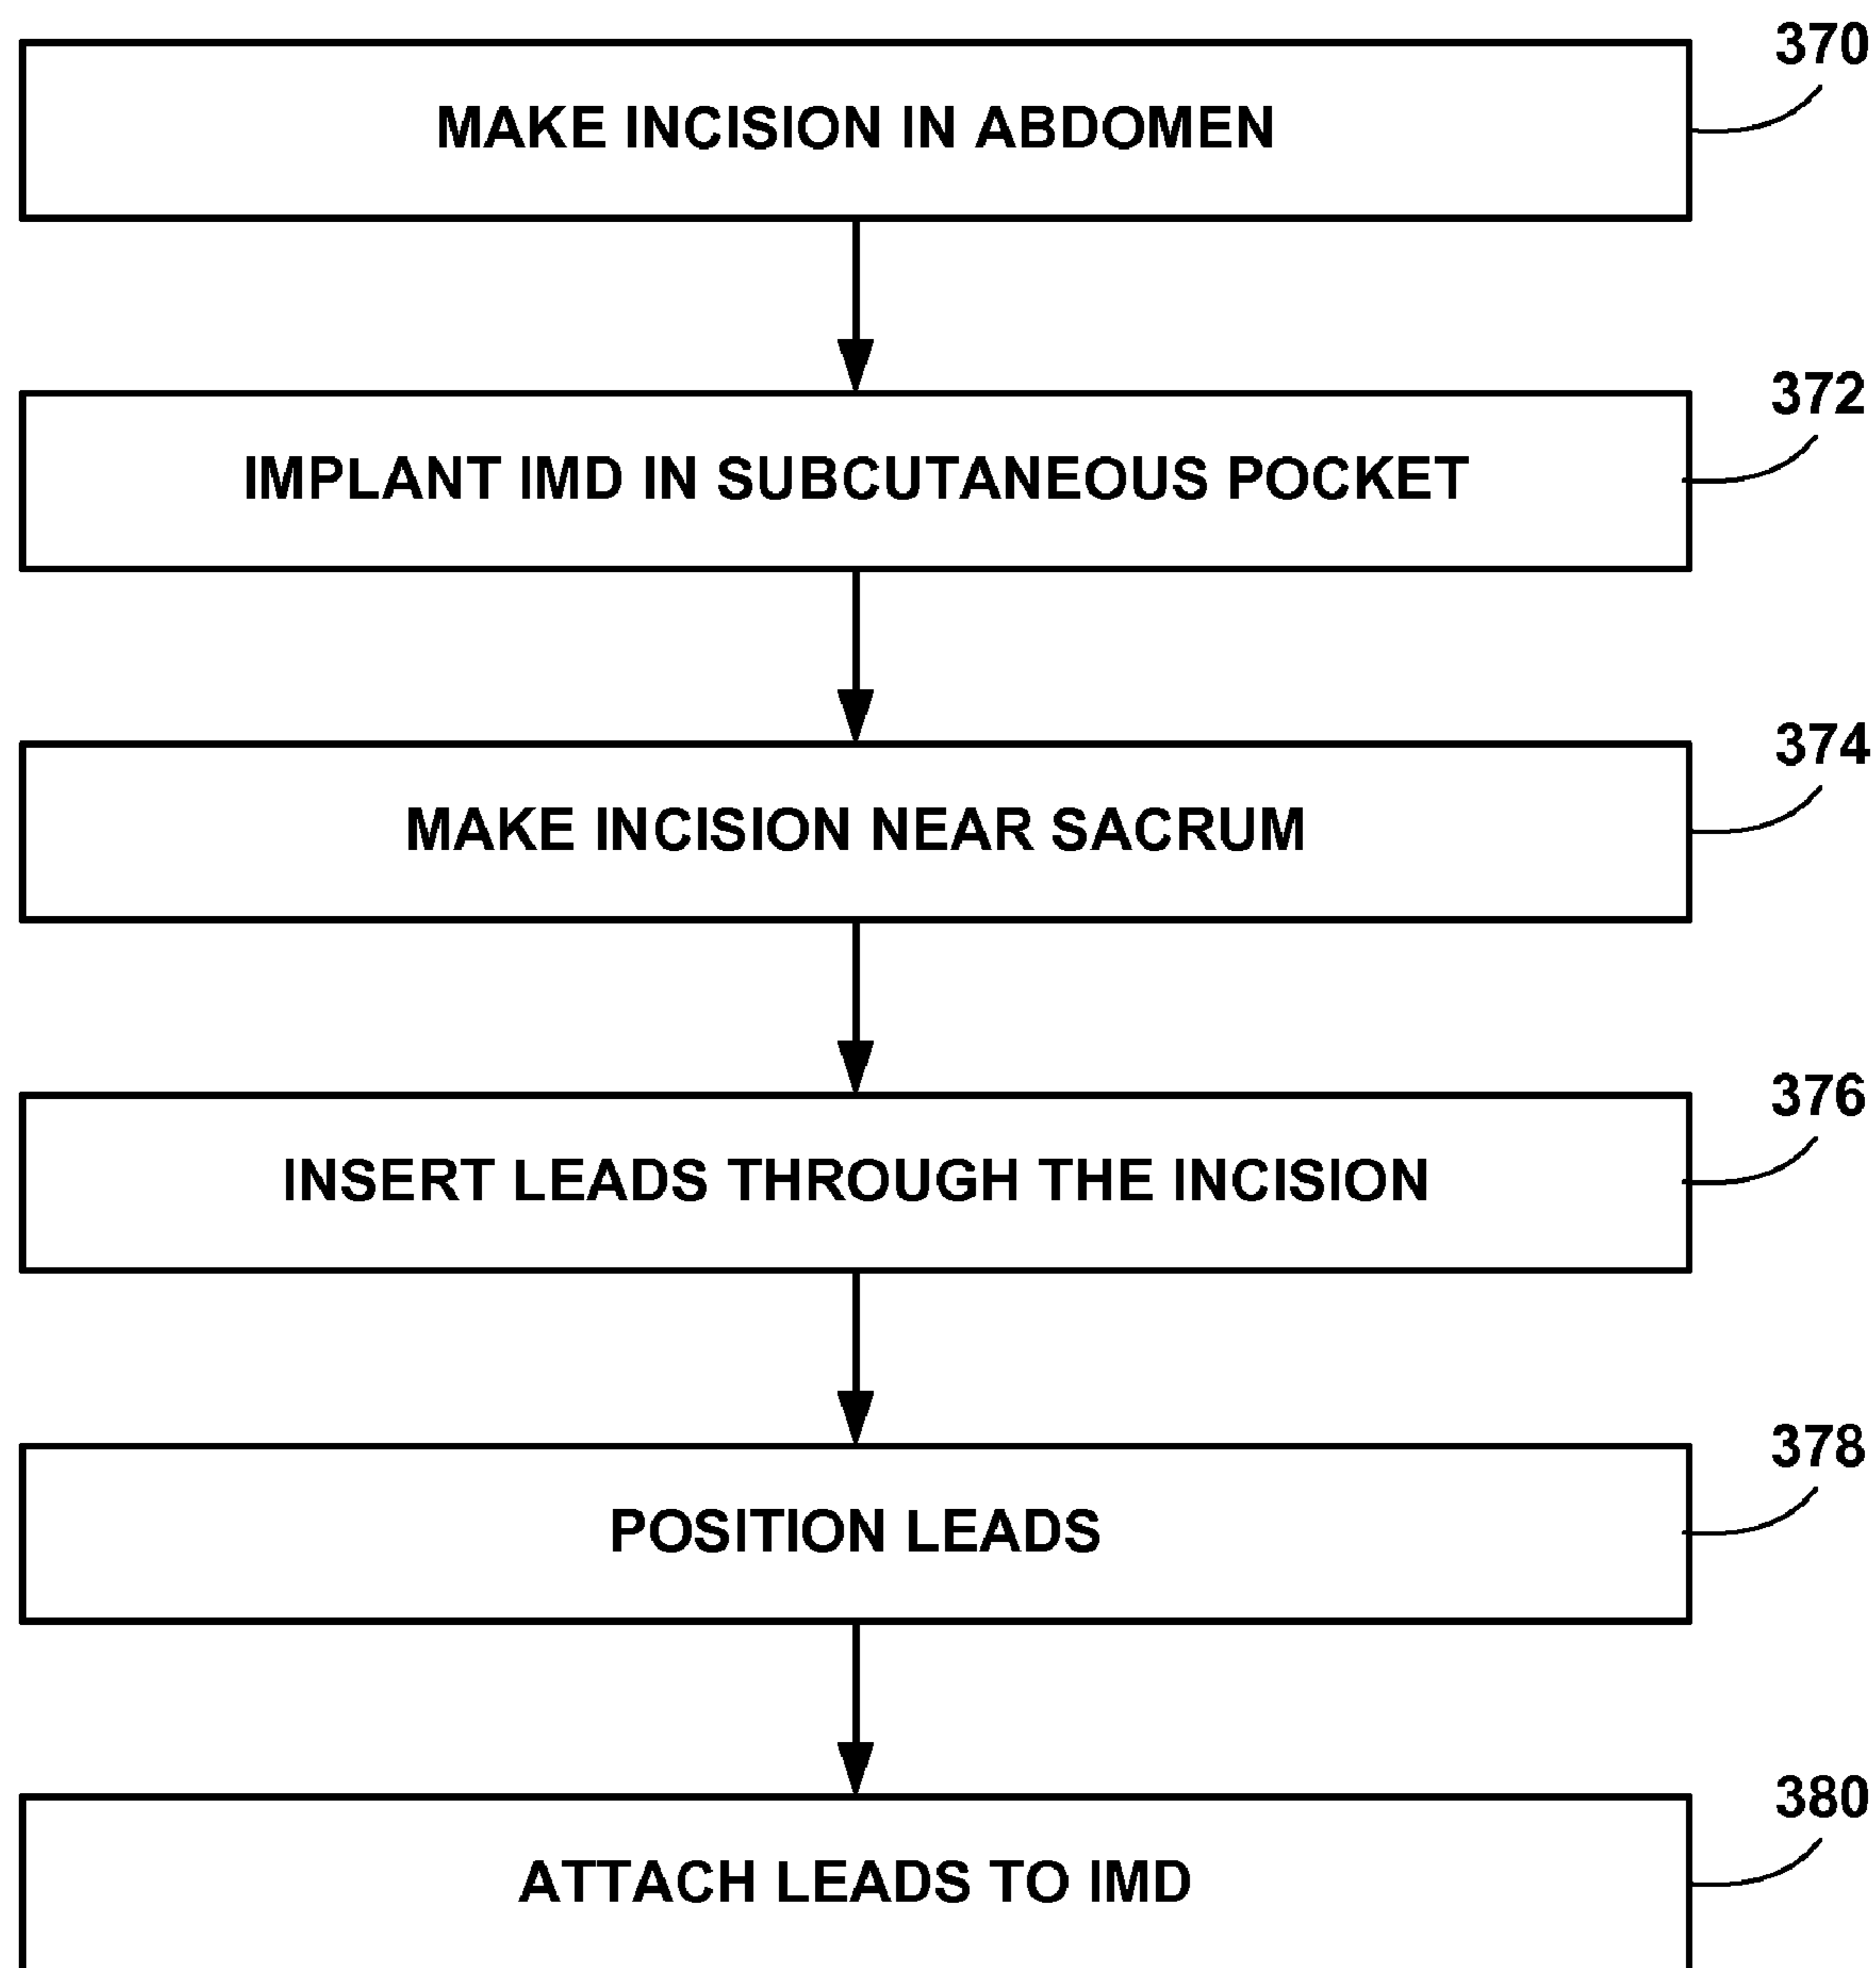 370
MAKE INCISION IN ABDOMEN
372
IMPLANT IMD IN SUBCUTANEOUS POCKET
374
MAKE INCISION NEAR SACRUM
376
INSERT LEADS THROUGH THE INCISION
378
POSITION LEADS
380
ATTACH LEADS TO IMD